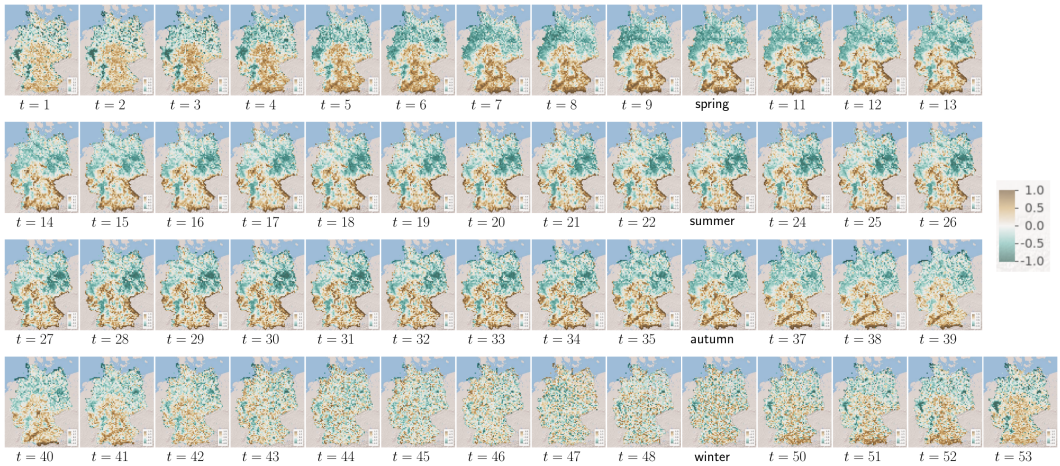 t = 1 t = 2 t = 3 t = 4 t = 5 t = 6 t = 7 t = 8 t = 9 spring t = 11 t = 12 t = 13
t = 14 t = 15 t = 16 t = 17 t = 18 t = 19 t = 20 t = 21 t = 22 summer t = 24 t = 25 t = 26
1.0
0.5
0.0
-0.5
-1.0
t = 27 t = 28 t = 29 t = 30 t = 31 t = 32 t = 33 t = 34 t = 35 autumn t = 37 t = 38 t = 39
t = 40 t = 41 t = 42 t = 43 t = 44 t = 45 t = 46 t = 47 t = 48 winter t = 50 t = 51 t = 52 t = 53